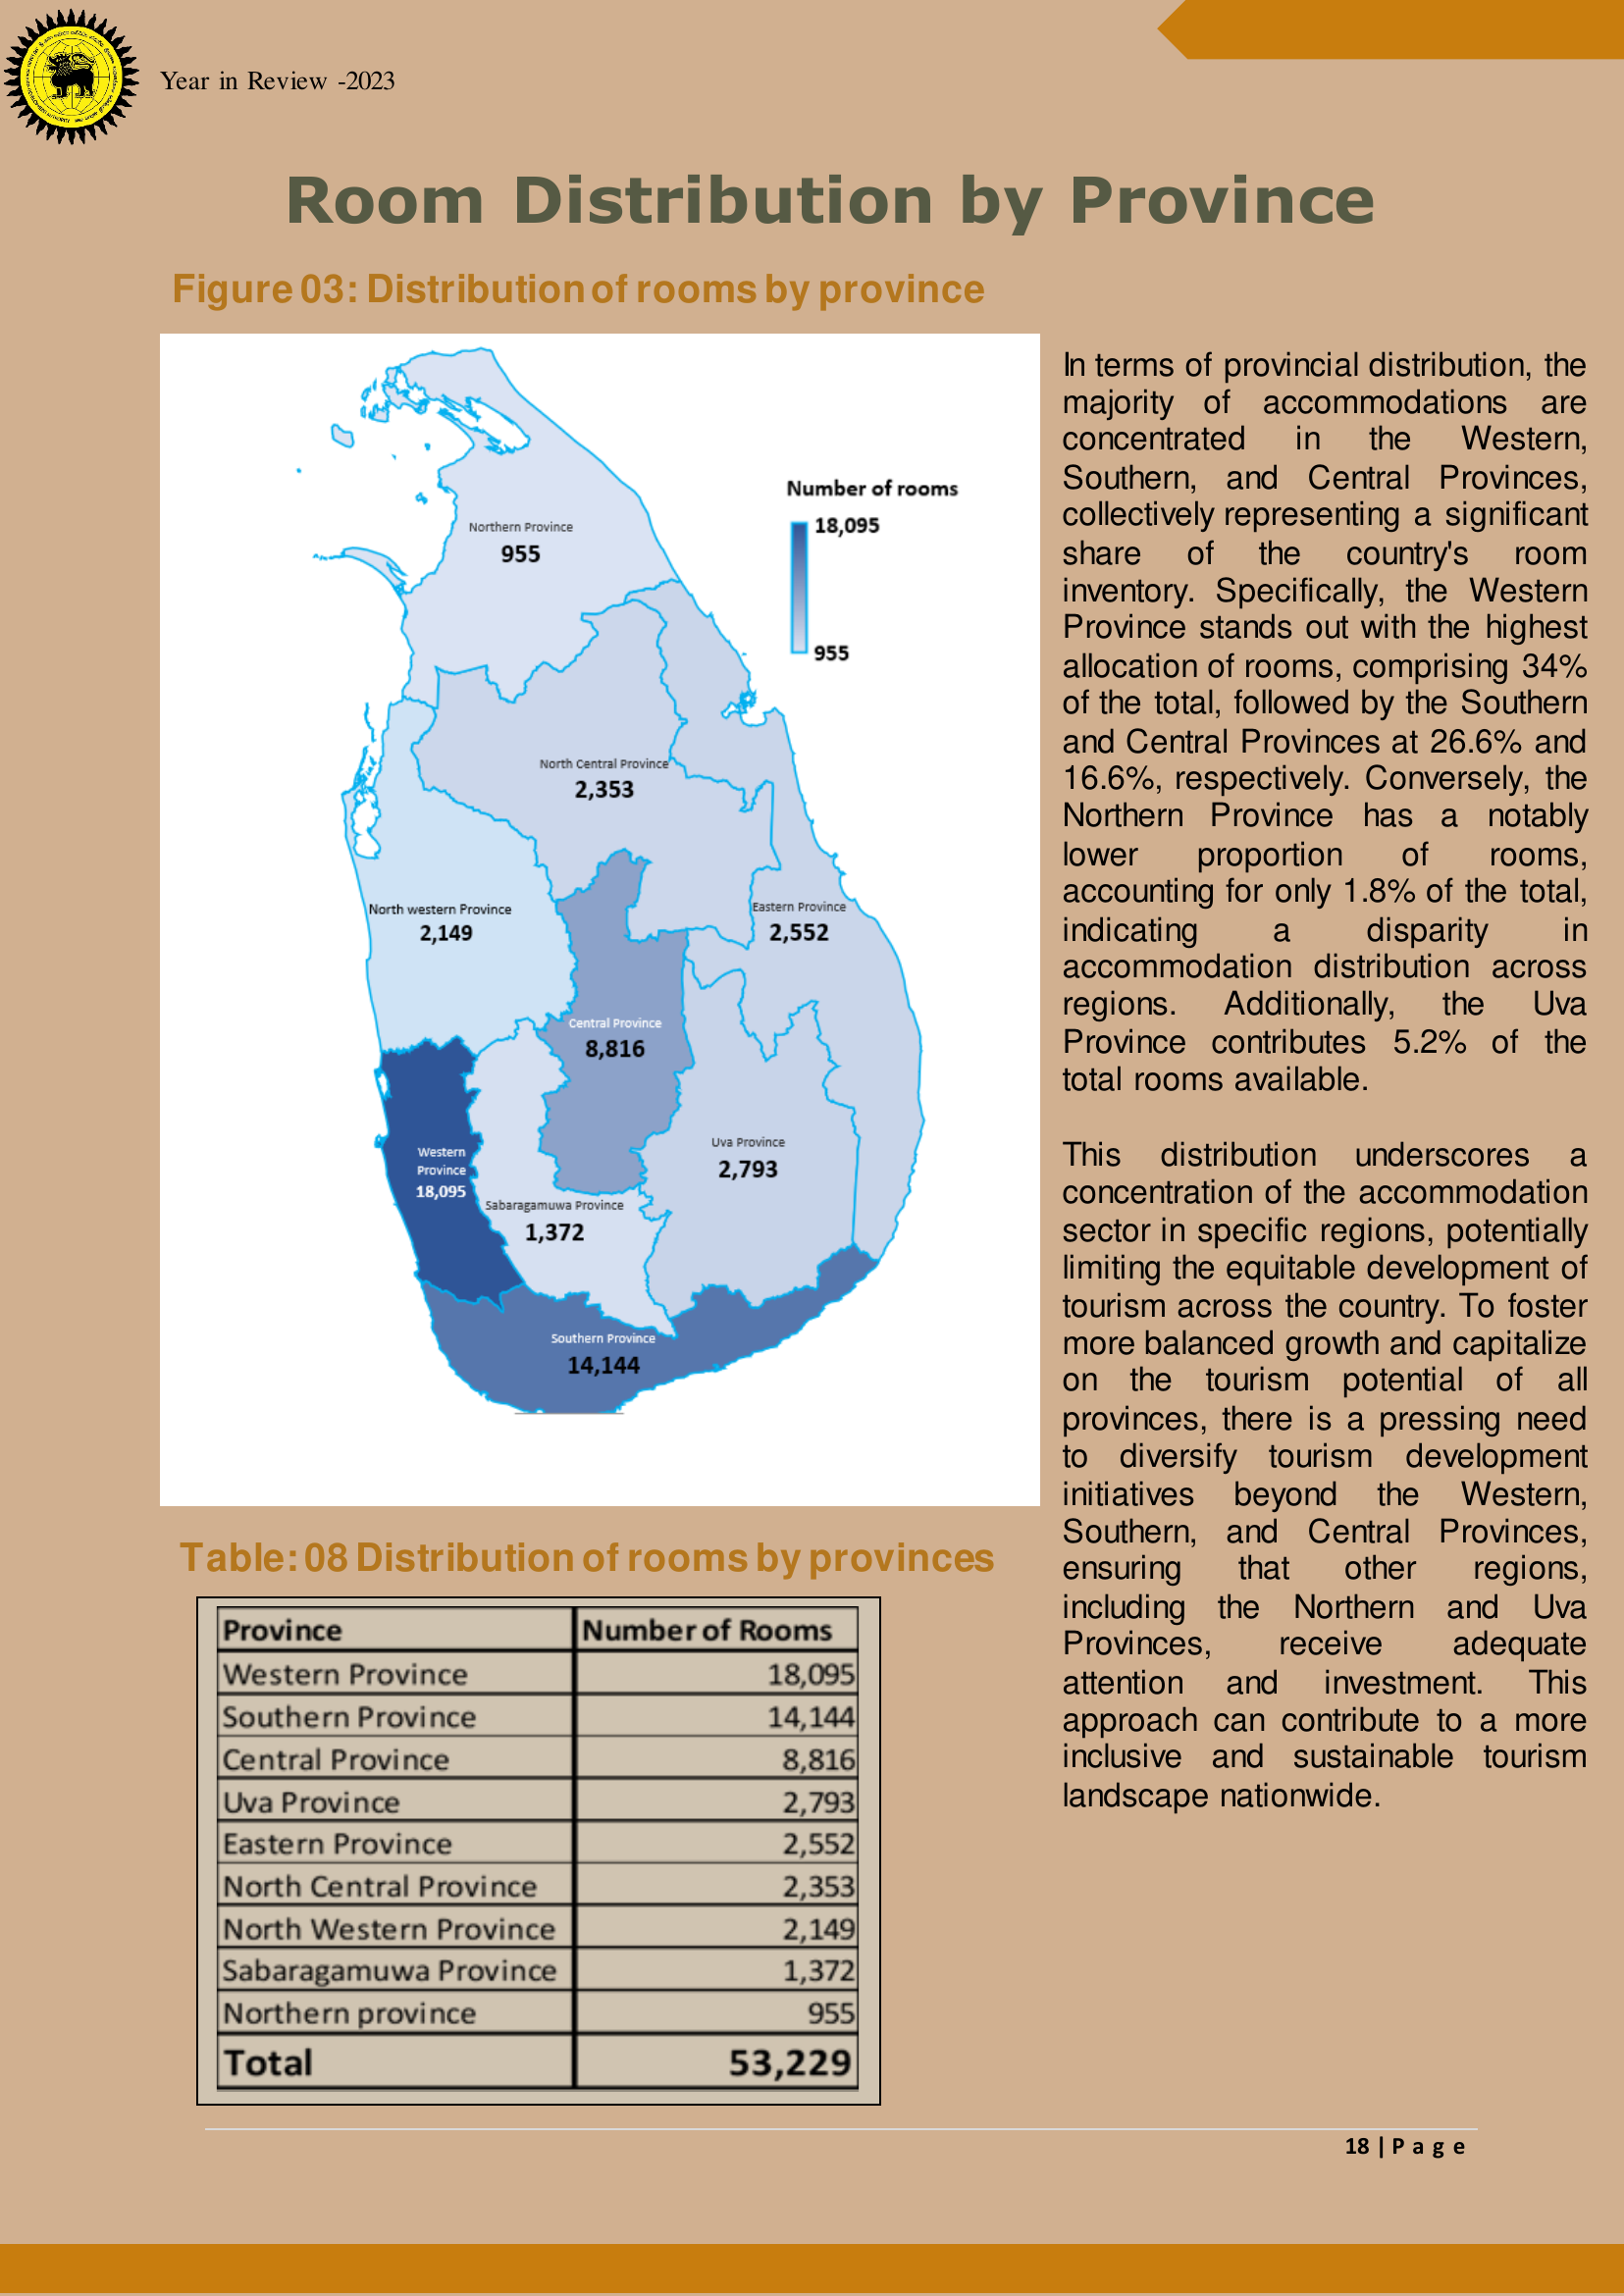 Year in Review -2023
Room Distribution by Province
Figure 03: Distribution of rooms by province
Northern Province
955
Number of rooms
18,095
955
North Central Province
2,353
North western Province
2,149
Eastern Province
2,552
Central Province
8,816
Western
Province
18,095
Uva Province
2,793
Sabaragamuwa Province
1,372
Southern Province
14,144
In terms of provincial distribution, the
majority of accommodations are
concentrated in the Western,
Southern, and Central Provinces,
collectively representing a significant
share of the country's room
inventory. Specifically, the Western
Province stands out with the highest
allocation of rooms, comprising 34%
of the total, followed by the Southern
and Central Provinces at 26.6% and
16.6%, respectively. Conversely, the
Northern Province has a notably
lower proportion of rooms,
accounting for only 1.8% of the total,
indicating a disparity in
accommodation distribution across
regions. Additionally, the Uva
Province contributes 5.2% of the
total rooms available.
This distribution underscores a
concentration of the accommodation
sector in specific regions, potentially
limiting the equitable development of
tourism across the country. To foster
more balanced growth and capitalize
on the tourism potential of all
provinces, there is a pressing need
to diversify tourism development
initiatives beyond the Western,
Southern, and Central Provinces,
ensuring that other regions,
including the Northern and Uva
Provinces, receive adequate
attention and investment. This
approach can contribute to a more
inclusive and sustainable tourism
landscape nationwide.
Table: 08 Distribution of rooms by provinces
Province Number of Rooms
Western Province 18,095
Southern Province 14,144
Central Province 8,816
Uva Province 2,793
Eastern Province 2,552
North Central Province 2,353
North Western Province 2,149
Sabaragamuwa Province 1,372
Northern province 955
Total 53,229
18 | P a g e